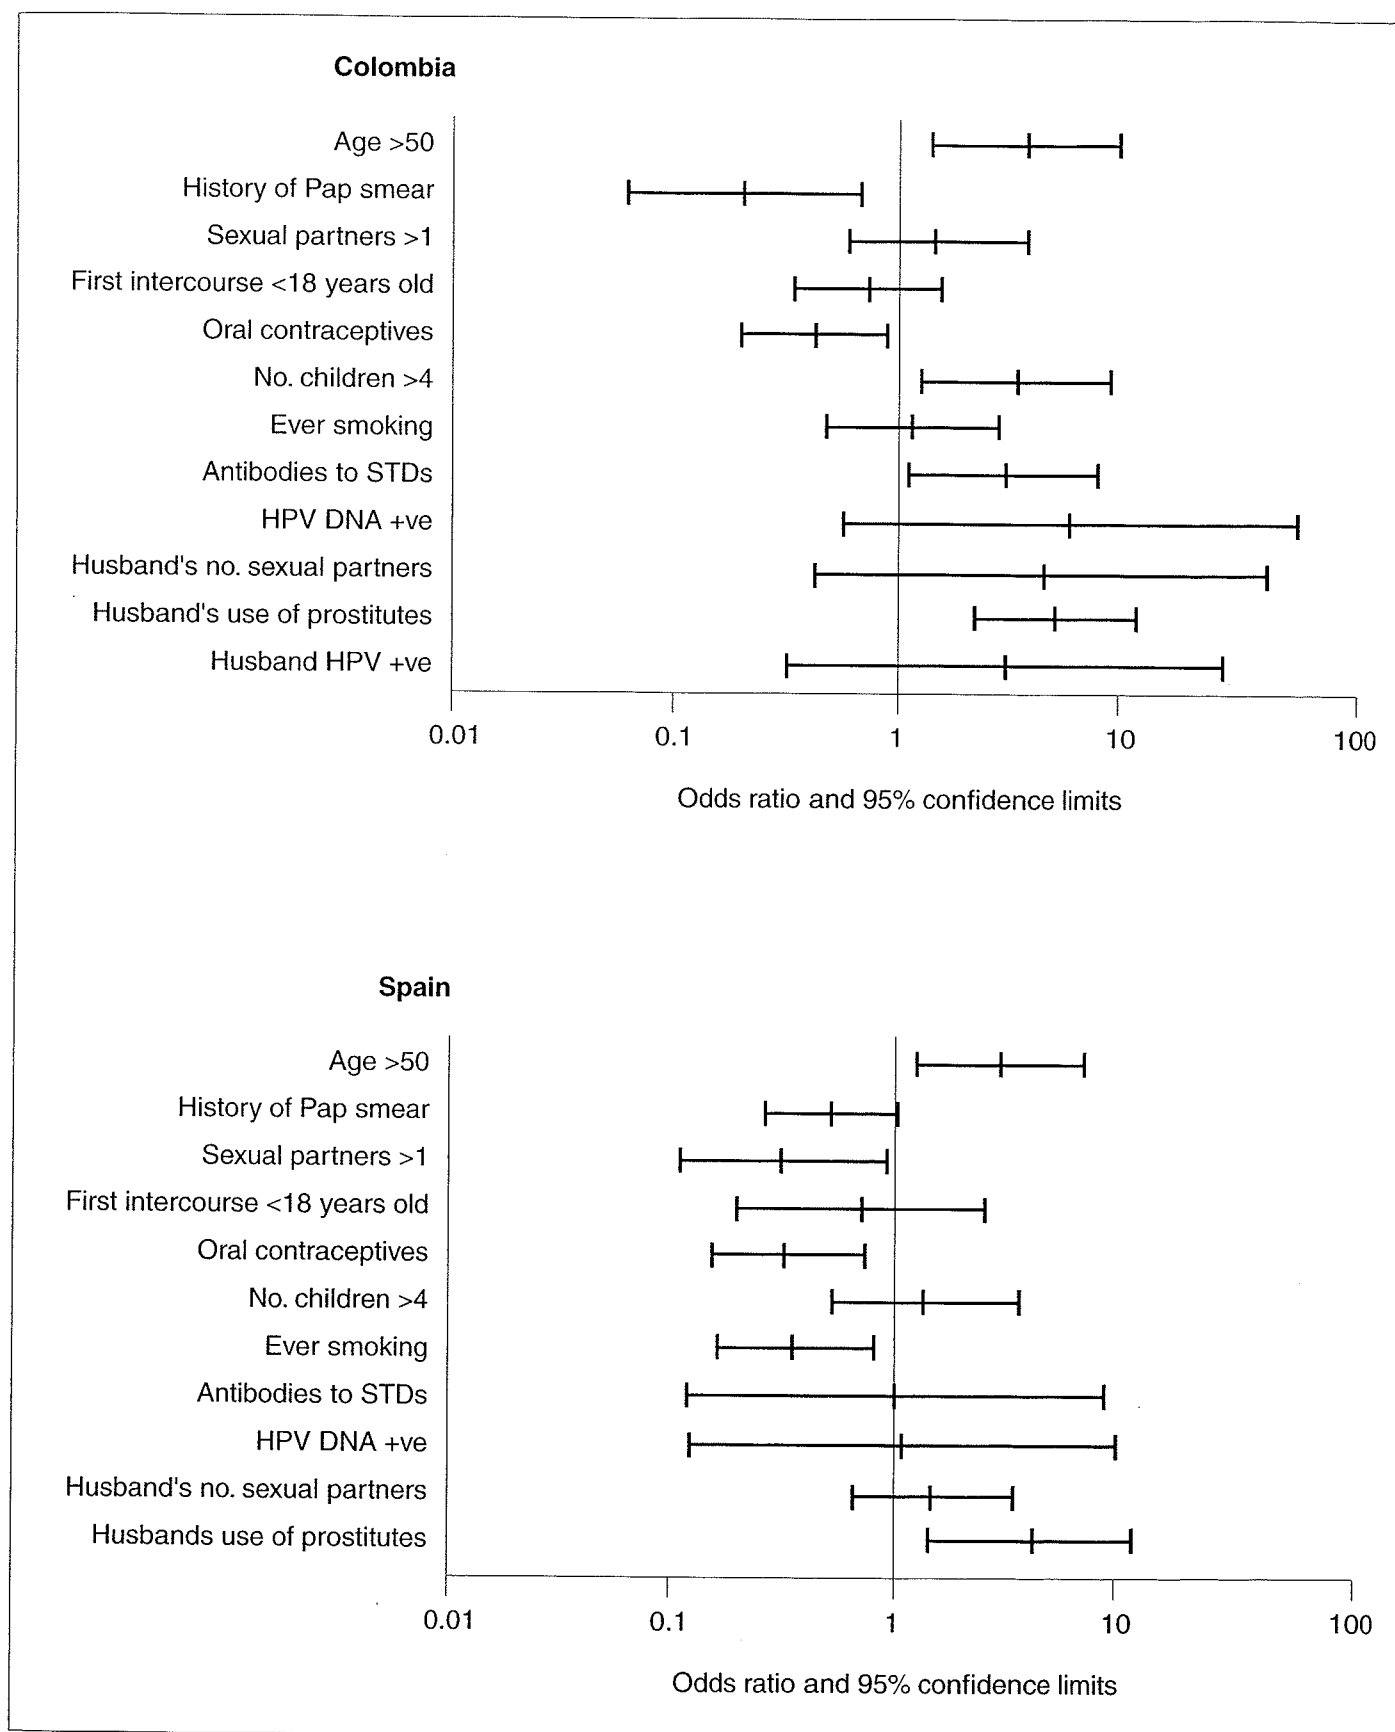 Colombia
Age >50
History of Pap smear
Sexual partners >1
First intercourse <18 years old
Oral contraceptives
No. children >4
Ever smoking
Antibodies to STDs
HPV DNA +ve
Husband's no. sexual partners
Husband's use of prostitutes
Husband HPV +ve
0.01 0.1 1 10 100
Odds ratio and 95% confidence limits
Spain
Age >50
History of Pap smear
Sexual partners >1
First intercourse <18 years old
Oral contraceptives
No. children >4
Ever smoking
Antibodies to STDs
HPV DNA +ve
Husband's no. sexual partners
Husbands use of prostitutes
0.01 0.1 1 10 100
Odds ratio and 95% confidence limits